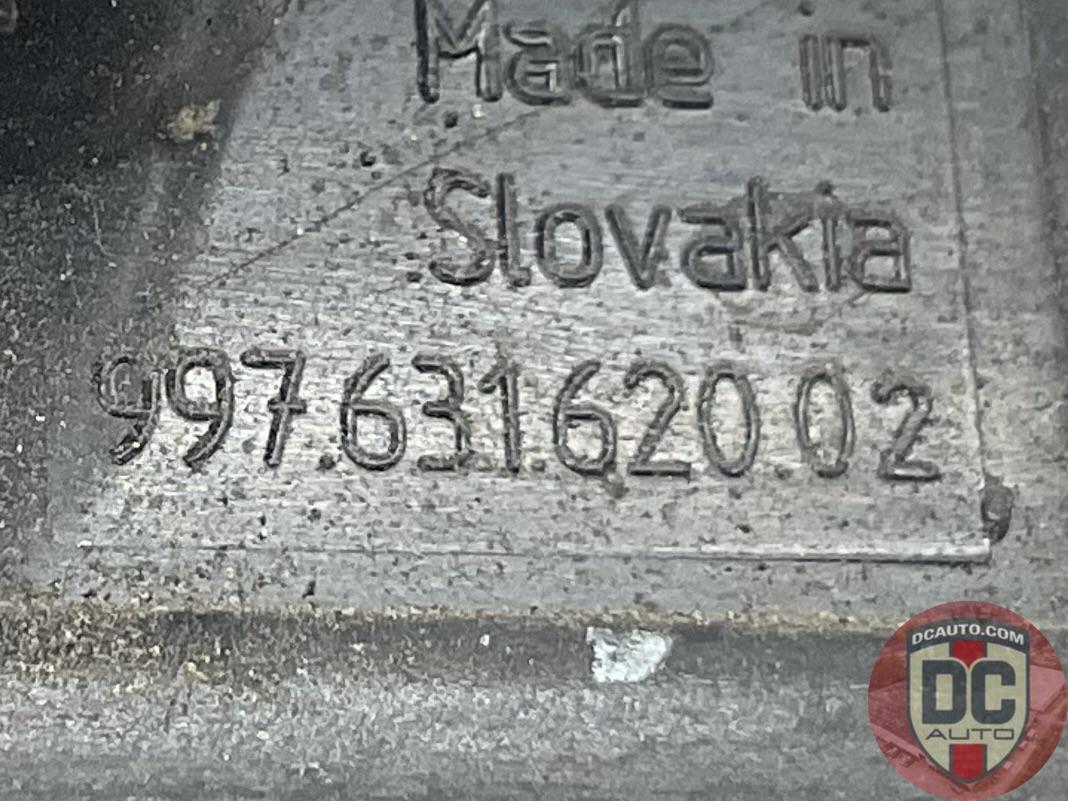 Made in
Slovakia
997.631.620 02
DCAUTO.COM
DC
AUTO